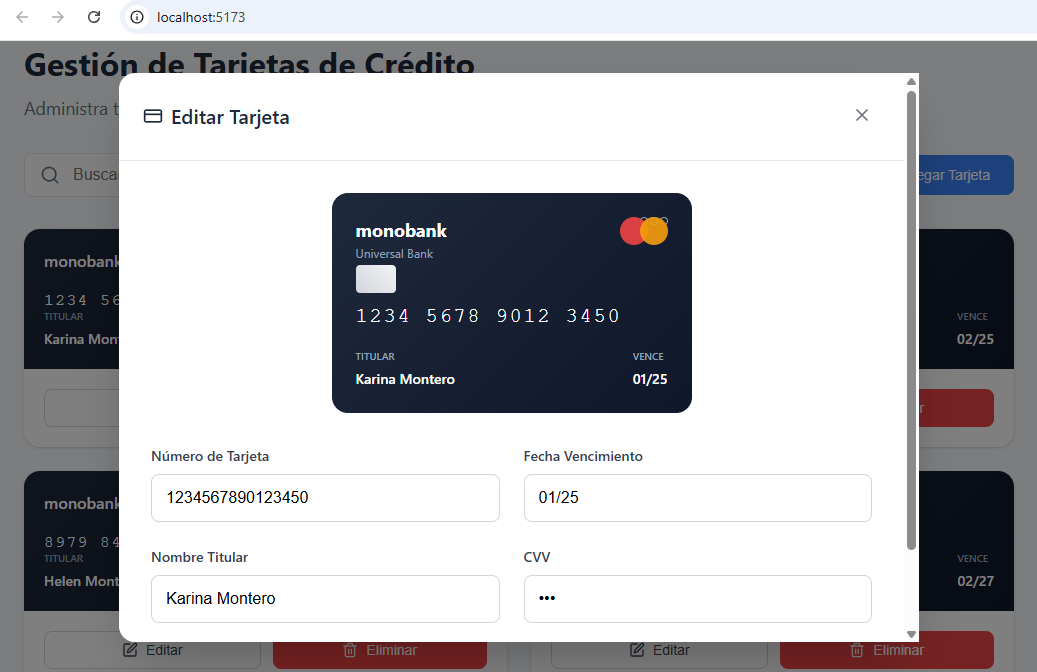 localhost:5173
Gestión de Tarjetas de Crédito
Administra t
Busca
egar Tarjeta
Editar Tarjeta
monobank
Universal Bank
1234 5678 9012 3450
TITULAR
VENCE
Karina Montero
01/25
Número de Tarjeta
Fecha Vencimiento
1234567890123450
01/25
Nombre Titular
CVV
Karina Montero
•••
monobank
1234 56
TITULAR
Karina Mon
VENCE
02/25
r
monobank
8979 84
TITULAR
Helen Mont
VENCE
02/27
Editar
Eliminar
Editar
Eliminar